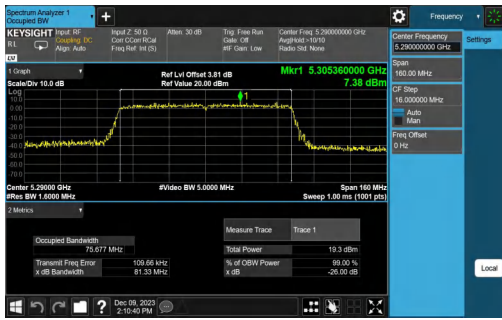 Spectrum Analyzer 1
Occupied BW
Frequency
KEYSIGHT
Input: RF
Coupling: DC
Align: Auto
Input Z: 50 Ω
Corr CCorr RCal
Freq Ref: Int (S)
Atten: 30 dB
Trig: Free Run
Gate: Off
#IF Gain: Low
Center Freq: 5.290000000 GHz
Avg|Hold:>10/10
Radio Std: None
RL
Center Frequency
5.290000000 GHz
Settings
Span
160.00 MHz
CF Step
16.000000 MHz
Auto
Man
Freq Offset
0 Hz
1 Graph
Scale/Div 10.0 dB
Ref Lvl Offset 3.81 dB
Ref Value 20.00 dBm
Mkr1 5.305360000 GHz
7.38 dBm
Log
10.0
0.00
-10.0
-20.0
-30.0
-40.0
-50.0
-60.0
-70.0
1
Center 5.29000 GHz
#Res BW 1.6000 MHz
#Video BW 5.0000 MHz
Span 160 MHz
Sweep 1.00 ms (1001 pts)
2 Metrics
Measure Trace
Trace 1
Occupied Bandwidth
75.677 MHz
Total Power
19.3 dBm
Transmit Freq Error
109.66 kHz
% of OBW Power
99.00 %
x dB Bandwidth
81.33 MHz
x dB
-26.00 dB
Local
?
Dec 09, 2023
2:10:40 PM